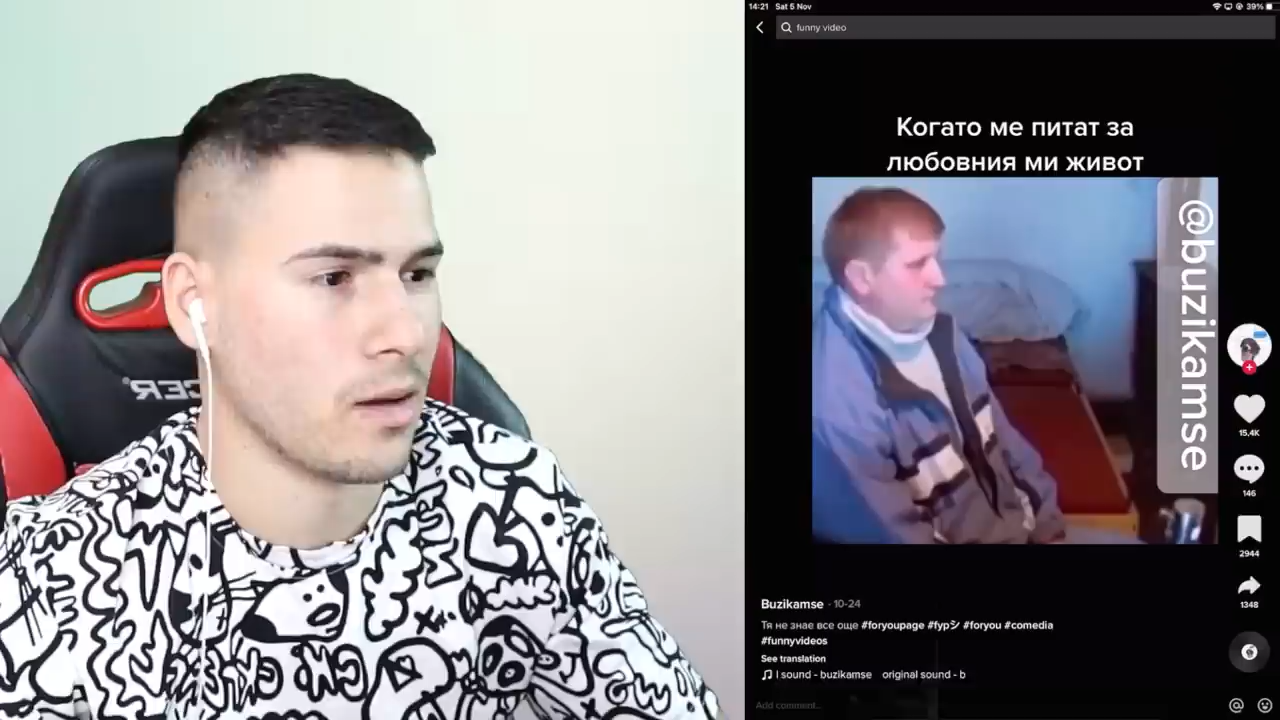 14:21 Sat 5 Nov
39%
funny video
Когато ме питат за
любовния ми живот
@buzikamse
15,4K
146
2944
1348
Buzikamse · 10-24
Тя не знае все още #foryoupage #fypシ #foryou #comedia
#funnyvideos
See translation
I sound - buzikamse original sound - b
Add comment...